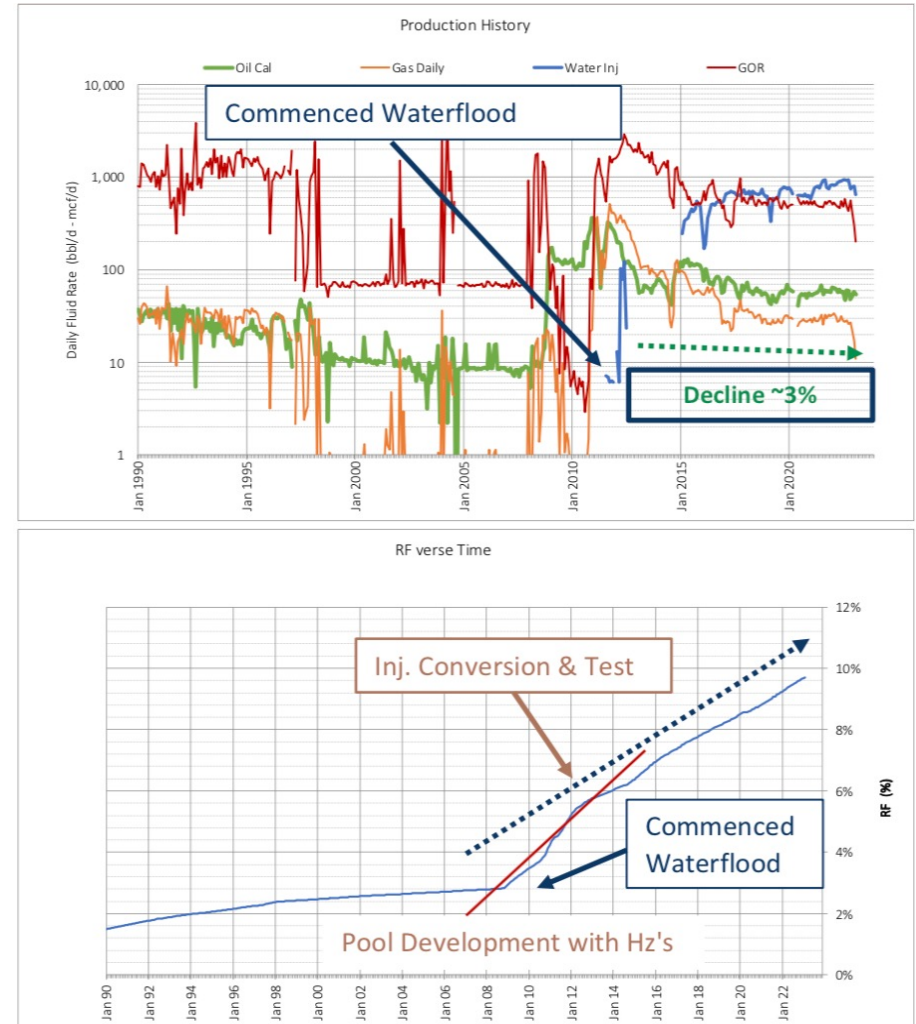 Production History
Oil Cal
Gas Daily
Water Inj
GOR
Daily Fluid Rate (bbl/d - mcf/d)
10,000
1,000
100
10
1
Commenced Waterflood
Decline ~3%
Jan 1990
Jan 1995
Jan 2000
Jan 2005
Jan 2010
Jan 2015
Jan 2020
RF verse Time
12%
10%
8%
6%
4%
2%
0%
RF (%)
Inj. Conversion & Test
Commenced
Waterflood
Pool Development with Hz's
Jan 90
Jan 92
Jan 94
Jan 96
Jan 98
Jan 00
Jan 02
Jan 04
Jan 06
Jan 08
Jan 10
Jan 12
Jan 14
Jan 16
Jan 18
Jan 20
Jan 22